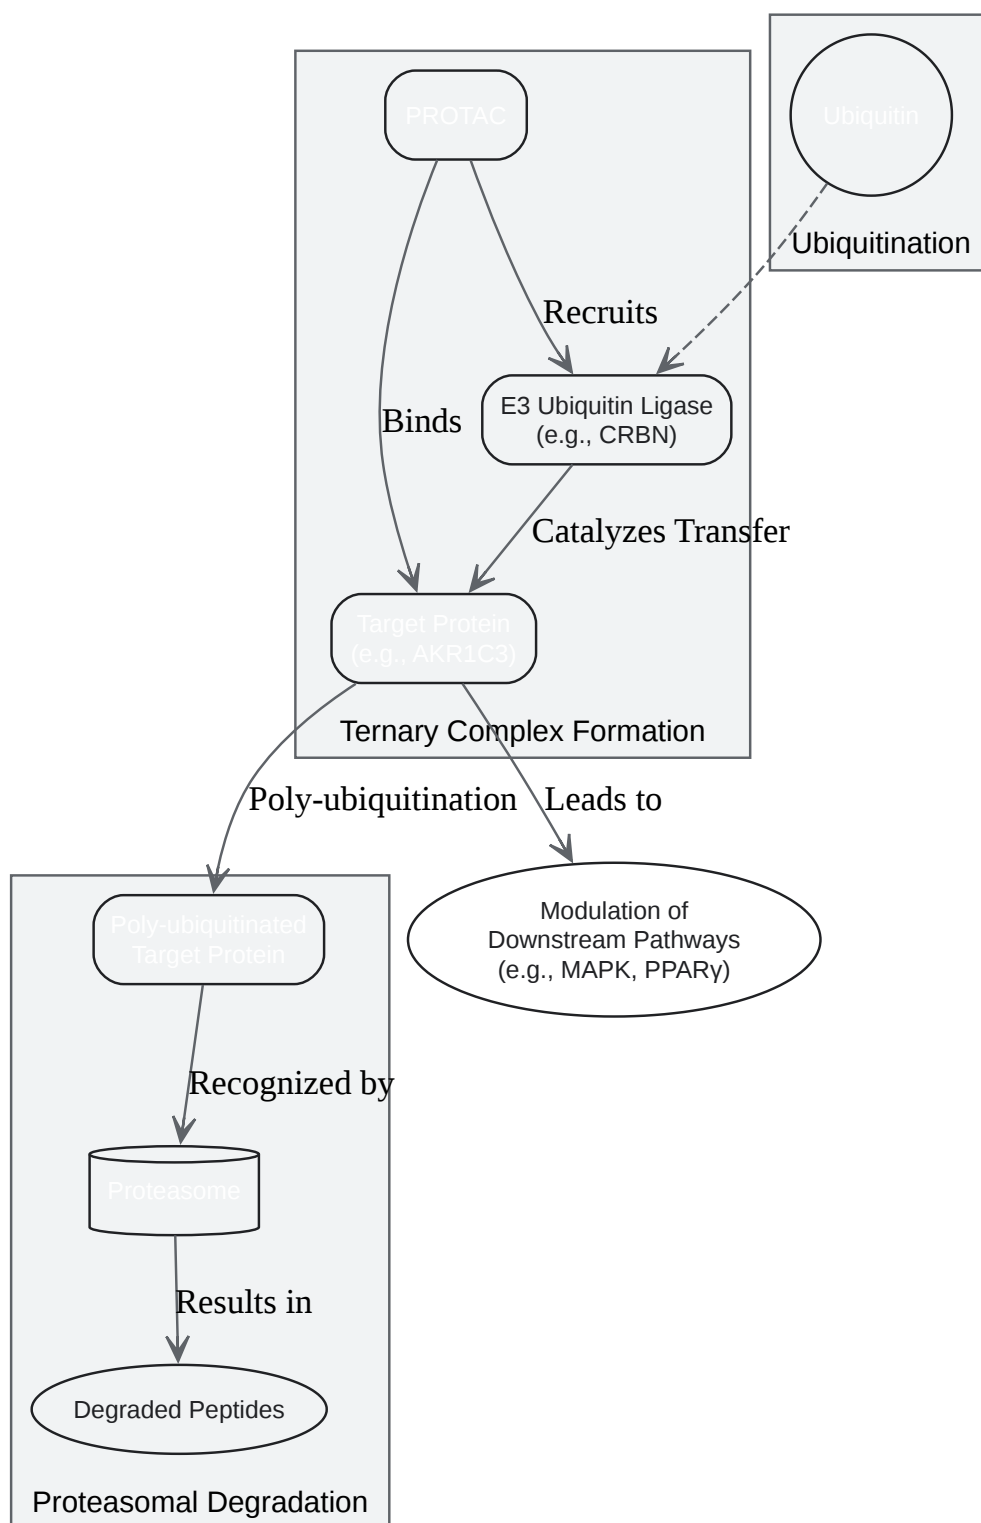 PROTAC
Ubiquitin
Ubiquitination
Recruits
E3 Ubiquitin Ligase
(e.g., CRBN)
Binds
Catalyzes Transfer
Target Protein
(e.g., AKR1C3)
Ternary Complex Formation
Poly-ubiquitination
Leads to
Poly-ubiquitinated
Target Protein
Modulation of
Downstream Pathways
(e.g., MAPK, PPARγ)
Recognized by
Proteasome
Results in
Degraded Peptides
Proteasomal Degradation